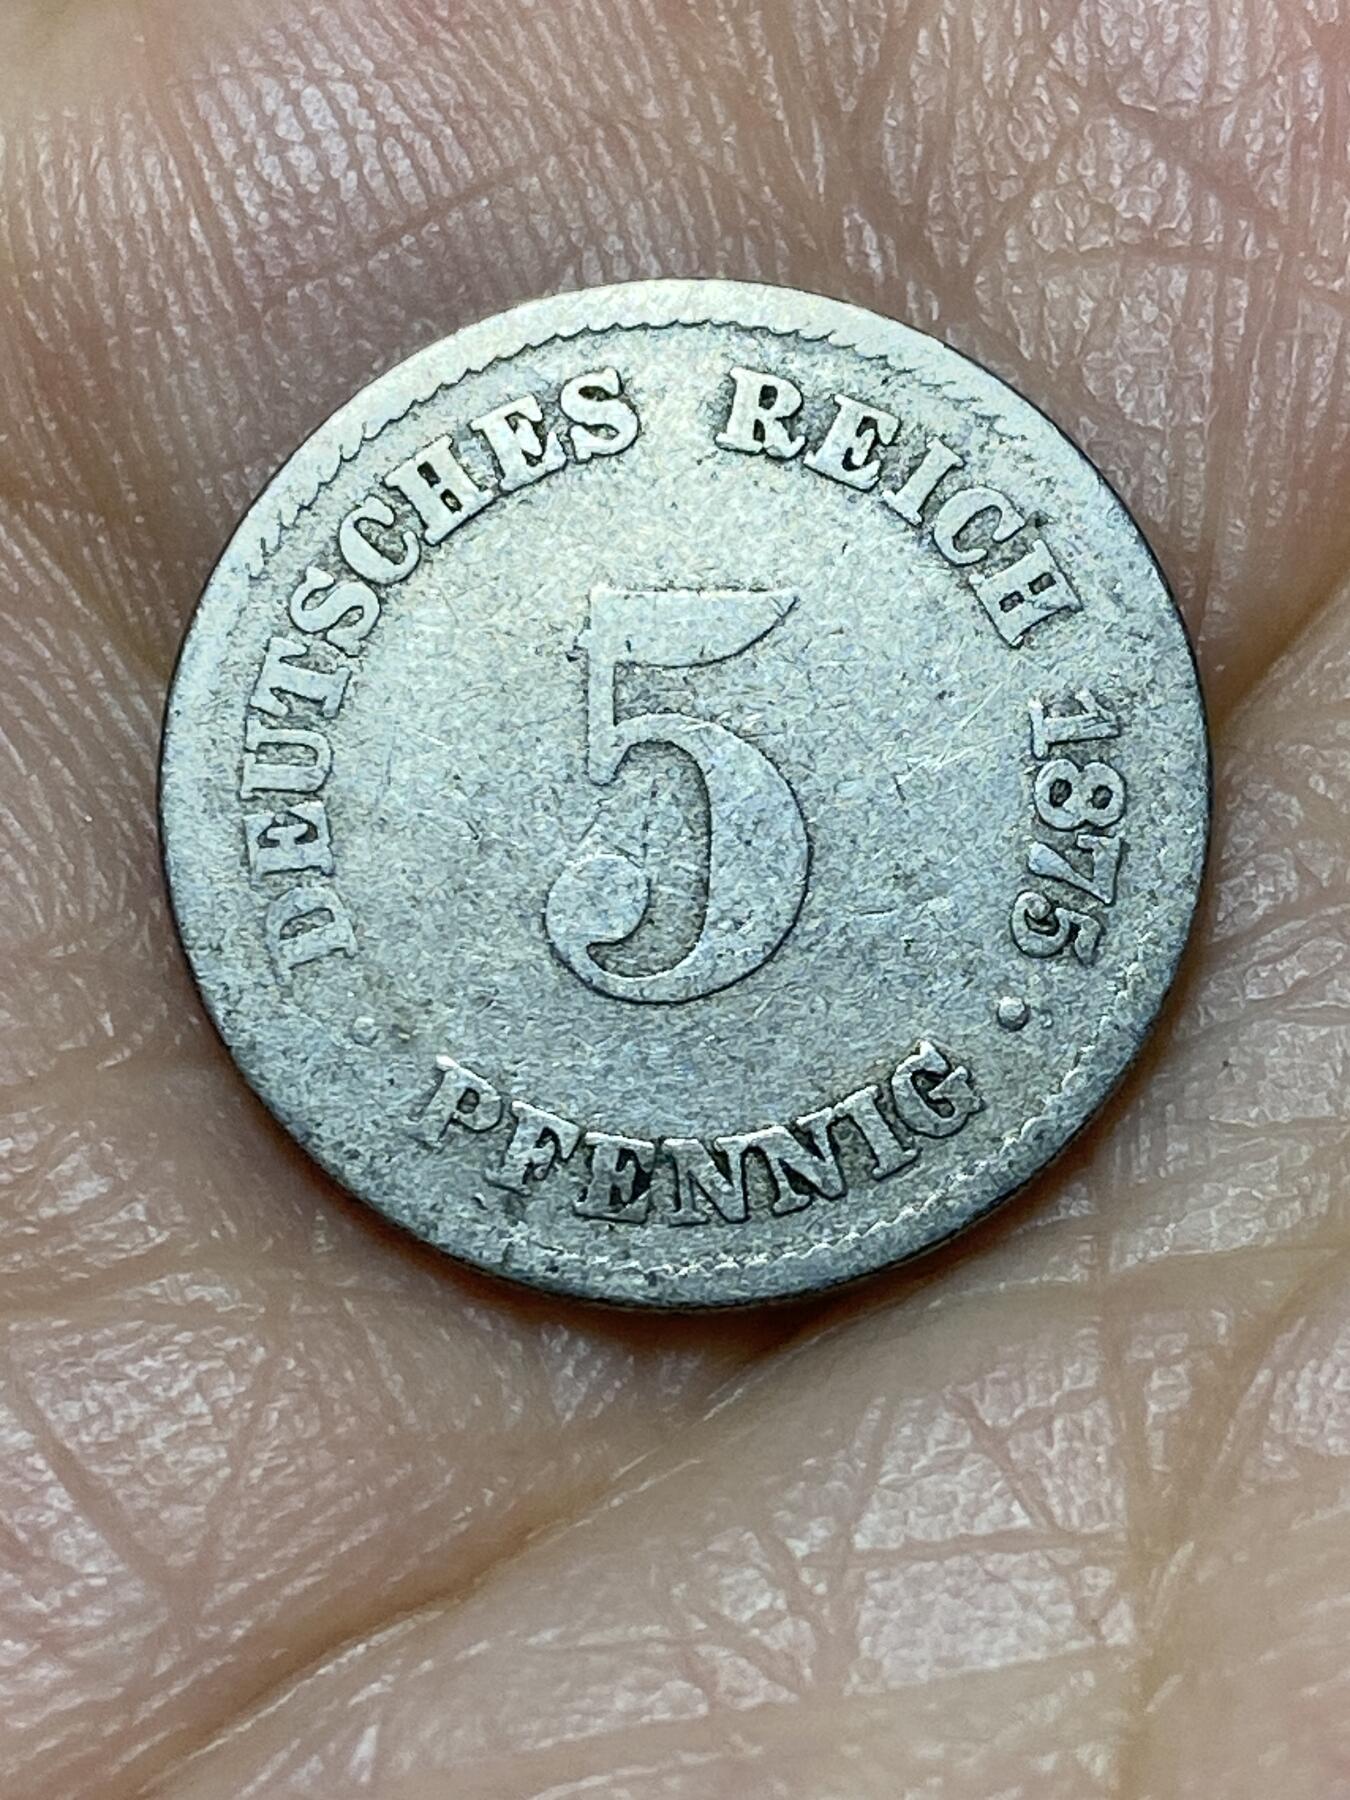 DEUTSCHES REICH 1875
5
PFENNIG